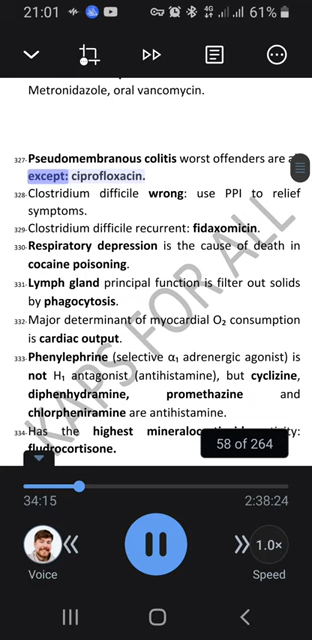 21:01 4G 61%
Metronidazole, oral vancomycin.
327- Pseudomembranous colitis worst offenders are a
except: ciprofloxacin.
328- Clostridium difficile wrong: use PPI to relief
symptoms.
329- Clostridium difficile recurrent: fidaxomicin.
330- Respiratory depression is the cause of death in
cocaine poisoning.
331- Lymph gland principal function is filter out solids
by phagocytosis.
332- Major determinant of myocardial O₂ consumption
is cardiac output.
333- Phenylephrine (selective α₁ adrenergic agonist) is
not H₁ antagonist (antihistamine), but cyclizine,
diphenhydramine, promethazine and
chlorpheniramine are antihistamine.
334- Has the highest
fludrocortisone.
KAPS FOR ALL
58 of 264
34:15 2:38:24
1.0×
Voice Speed